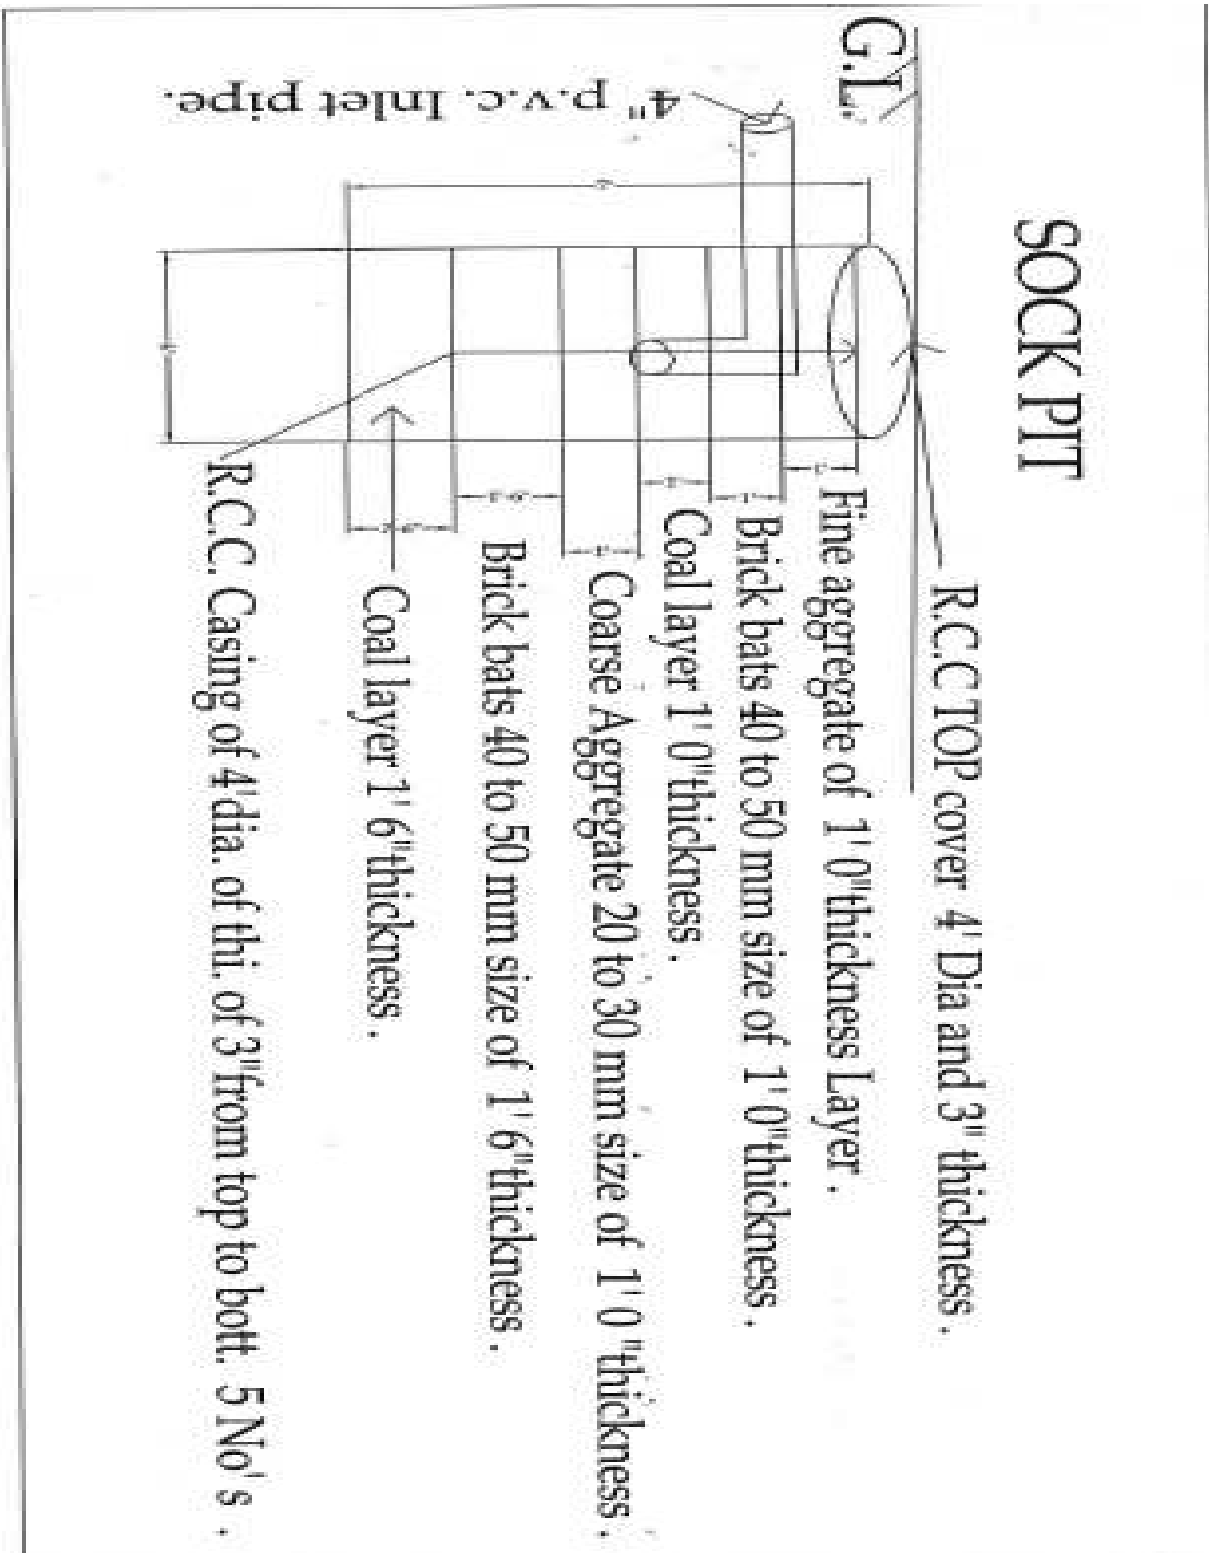 SOCK PIT
R.C.C TOP cover 4' Dia and 3" thickness .
G.L.
Fine aggregate of 1' 0"thickness Layer .
Brick bats 40 to 50 mm size of 1' 0"thickness .
4" p.v.c. Inlet pipe.
Coal layer 1' 0"thickness .
Coarse Aggregate 20 to 30 mm size of 1' 0 "thickness .
Brick bats 40 to 50 mm size of 1' 6"thickness .
Coal layer 1' 6"thickness .
R.C.C. Casing of 4'dia. of thi. of 3"from top to bott. 5 No' s .